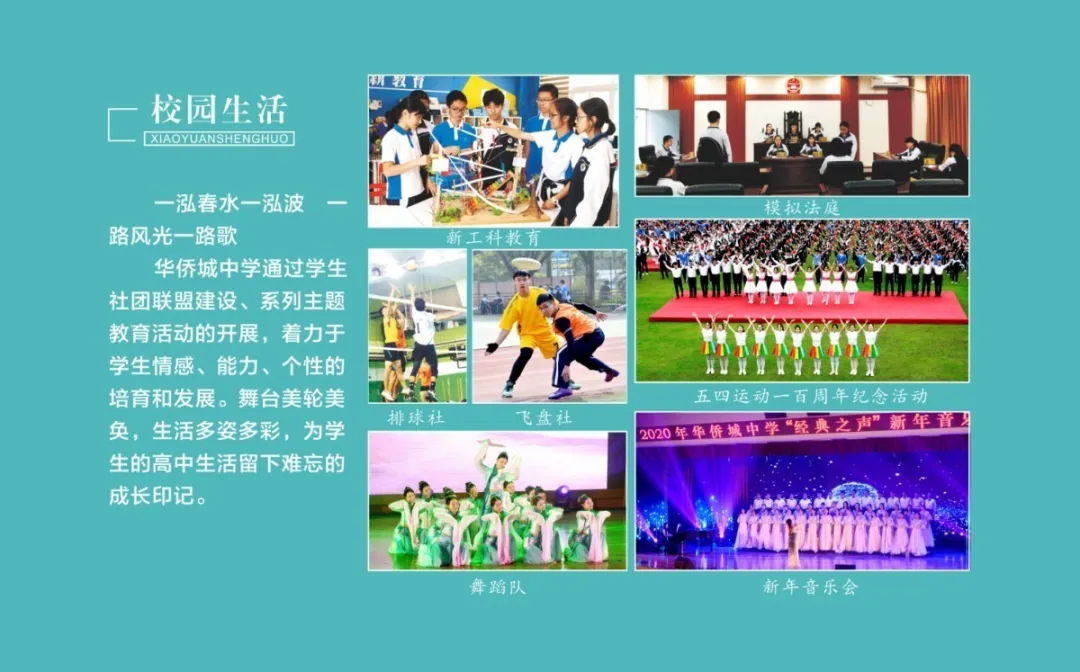 校园生活
XIAOYUANSHENGHUO
一泓春水一泓波　一
路风光一路歌
华侨城中学通过学生
社团联盟建设、系列主题
教育活动的开展，着力于
学生情感、能力、个性的
培育和发展。舞台美轮美
奂，生活多姿多彩，为学
生的高中生活留下难忘的
成长印记。
新教育
新工科教育
模拟法庭
排球社
飞盘社
五四运动一百周年纪念活动
舞蹈队
2020年华侨城中学“经典之声”新年音乐
新年音乐会